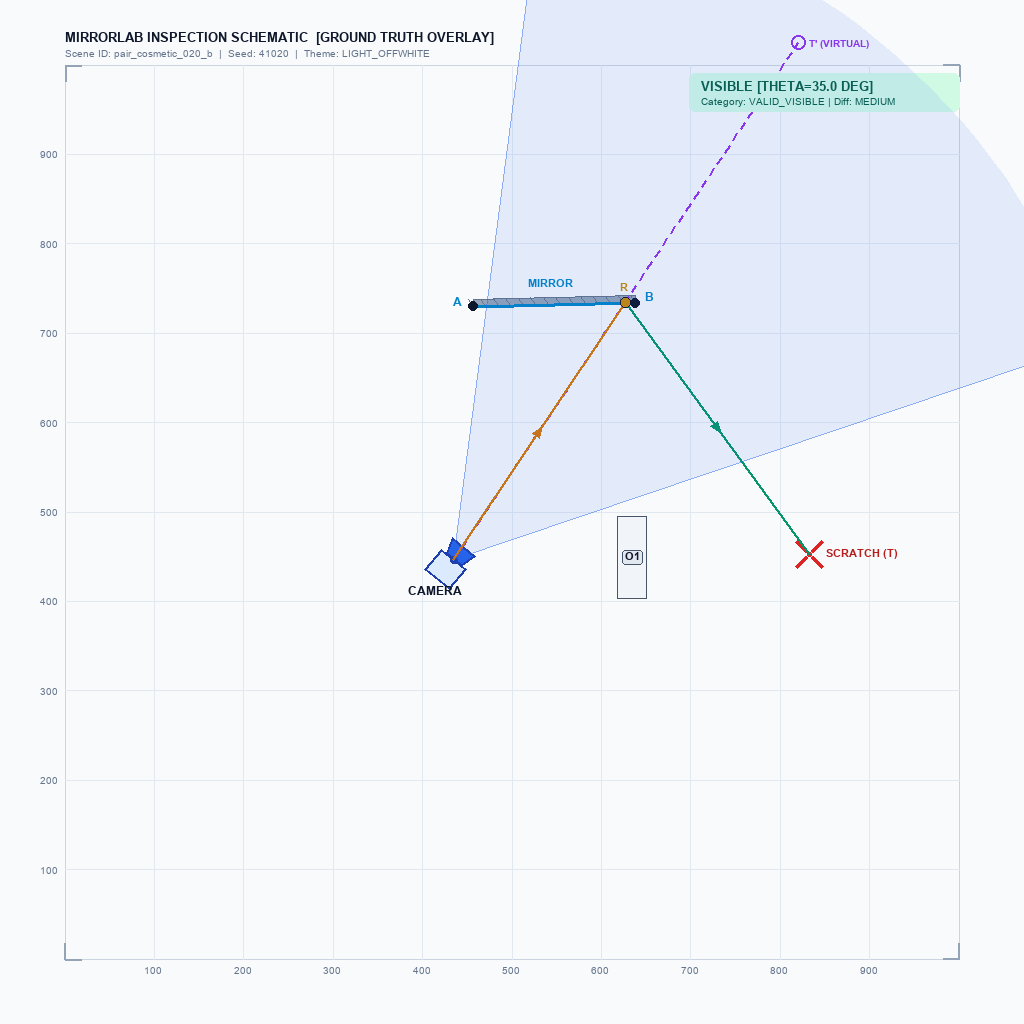 MIRRORLAB INSPECTION SCHEMATIC [GROUND TRUTH OVERLAY]
Scene ID: pair_cosmetic_020_b | Seed: 41020 | Theme: LIGHT_OFFWHITE
T' (VIRTUAL)
VISIBLE [THETA=35.0 DEG]
Category: VALID_VISIBLE | Diff: MEDIUM
900
800
MIRROR
R
A
B
700
600
500
O1
SCRATCH (T)
CAMERA
400
300
200
100
100 200 300 400 500 600 700 800 900